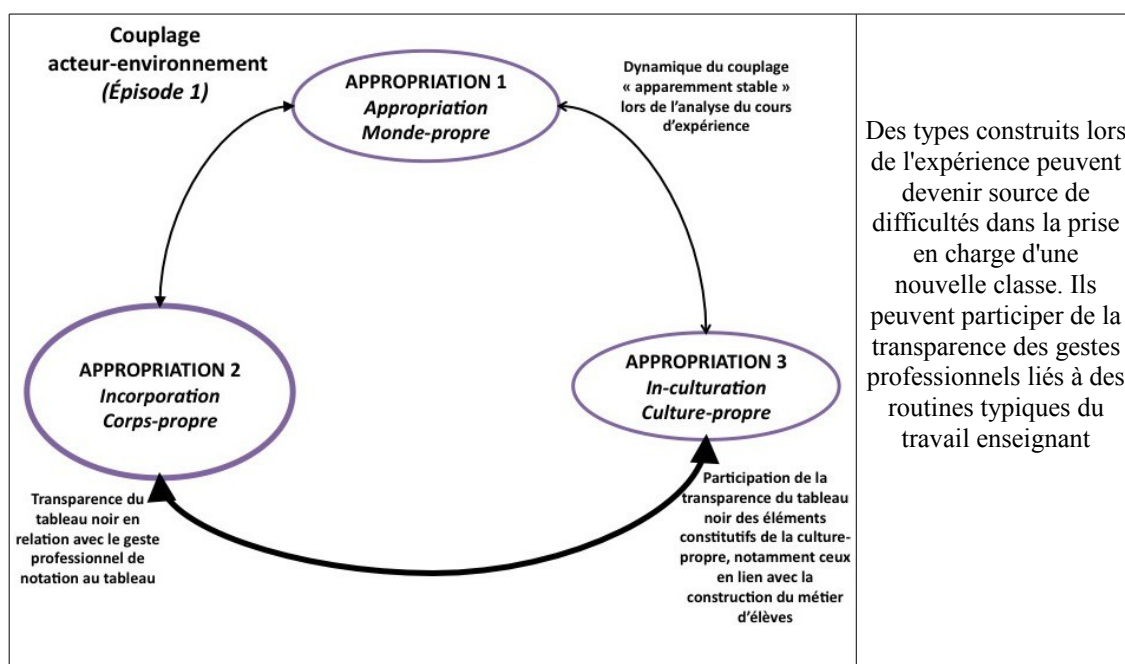 Couplage
acteur-environnement
(Épisode 1)
APPROPRIATION 1
Appropriation
Monde-propre
Dynamique du couplage
« apparemment stable »
lors de l'analyse du cours
d'expérience
APPROPRIATION 2
Incorporation
Corps-propre
APPROPRIATION 3
In-culturation
Culture-propre
Transparence du
tableau noir en
relation avec le geste
professionnel de
notation au tableau
Participation de la
transparence du tableau
noir des éléments
constitutifs de la culture-
propre, notamment ceux
en lien avec la
construction du métier
d'élèves
Des types construits lors
de l'expérience peuvent
devenir source de
difficultés dans la prise
en charge d'une
nouvelle classe. Ils
peuvent participer de la
transparence des gestes
professionnels liés à des
routines typiques du
travail enseignant